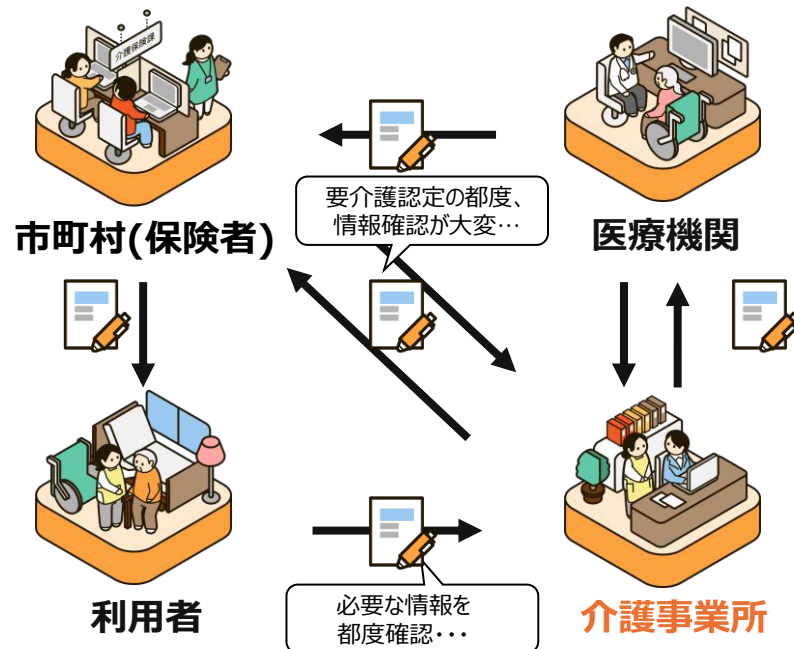 介護保険課
要介護認定の都度、
情報確認が大変…
市町村(保険者)
医療機関
利用者
介護事業所
必要な情報を
都度確認・・・